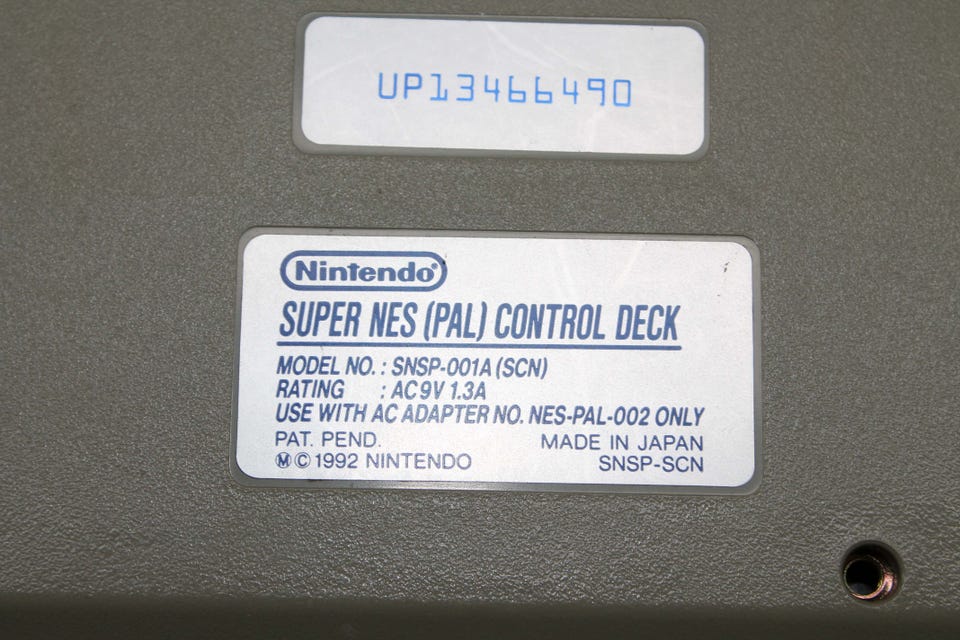 UP13466490
Nintendo®
SUPER NES (PAL) CONTROL DECK
MODEL NO. : SNSP-001A (SCN)
RATING : AC 9V 1.3A
USE WITH AC ADAPTER NO. NES-PAL-002 ONLY
PAT. PEND. MADE IN JAPAN
Ⓜ © 1992 NINTENDO SNSP-SCN